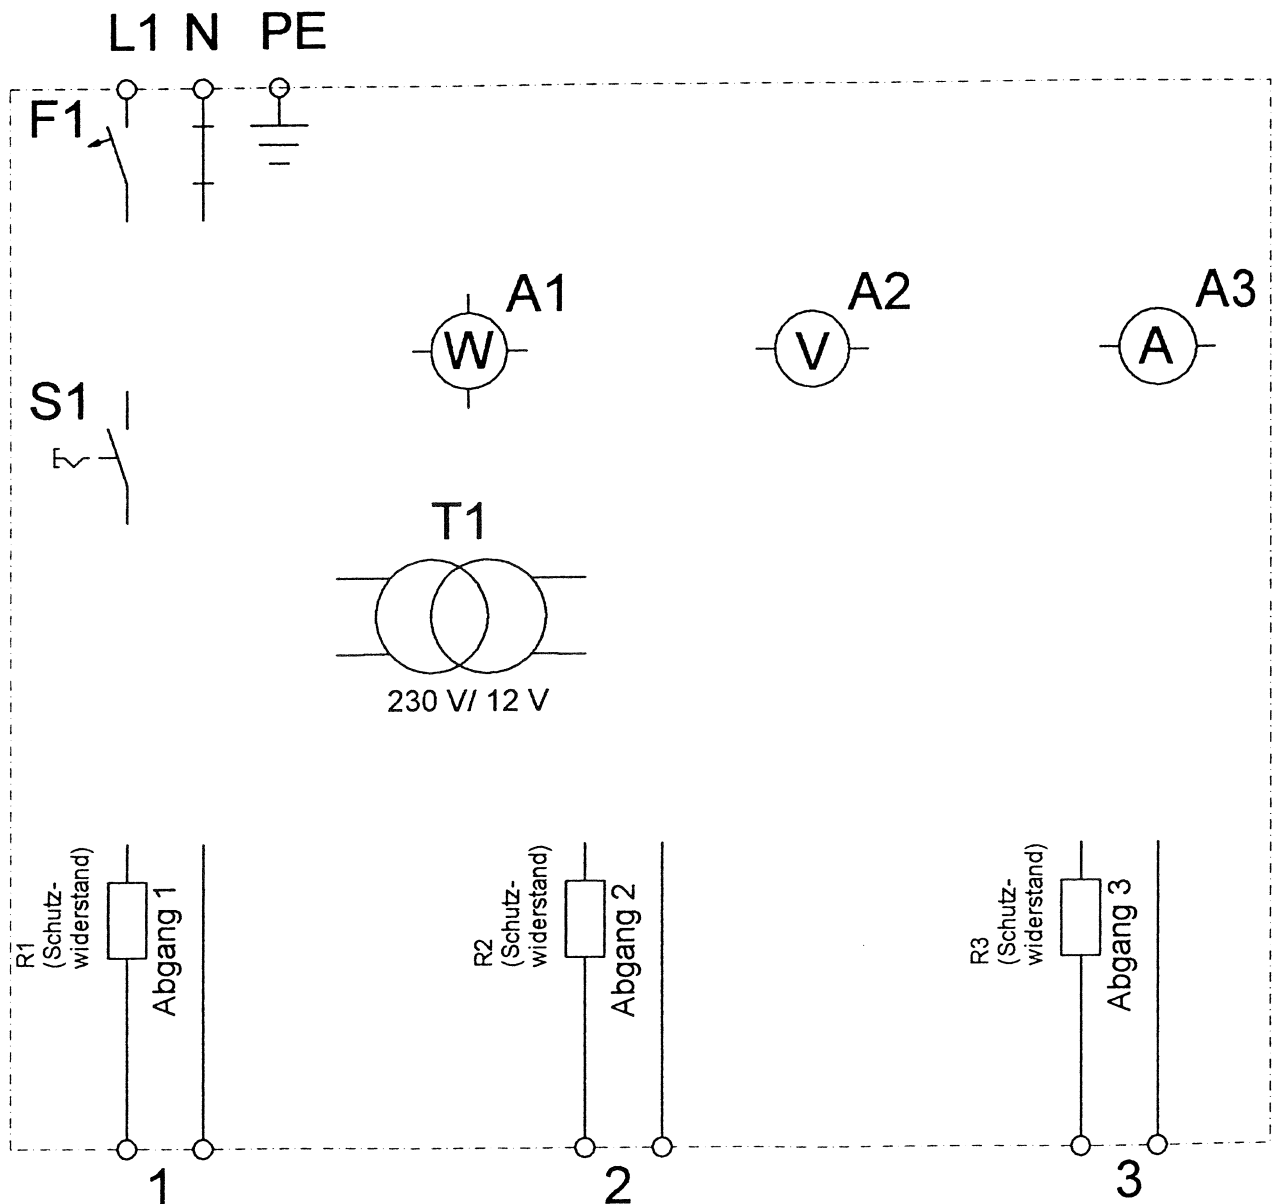 L1 N PE
F1
A1
A2
A3
W
V
A
S1
T1
230 V/ 12 V
R1
(Schutz-
widerstand)
Abgang 1
R2
(Schutz-
widerstand)
Abgang 2
R3
(Schutz-
widerstand)
Abgang 3
1
2
3